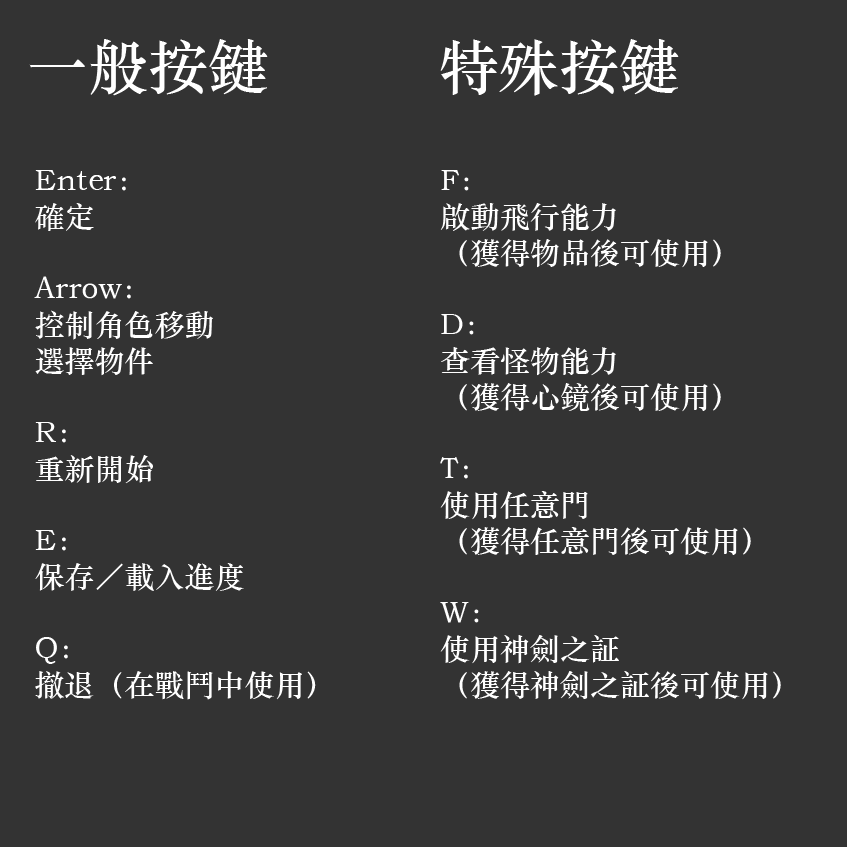 一般按鍵
Enter:
確定
Arrow:
控制角色移動
選擇物件
R:
重新開始
E:
保存／載入進度
Q:
撤退（在戰鬥中使用）
特殊按鍵
F:
啟動飛行能力
（獲得物品後可使用）
D:
查看怪物能力
（獲得心鏡後可使用）
T:
使用任意門
（獲得任意門後可使用）
W:
使用神劍之証
（獲得神劍之証後可使用）